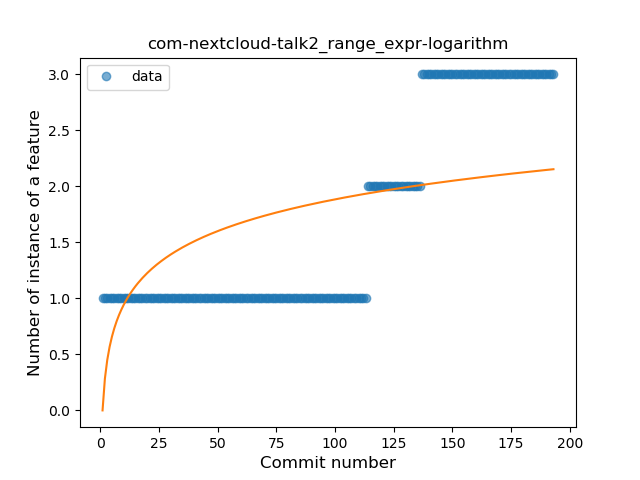 com-nextcloud-talk2_range_expr-logarithm
data
Number of instance of a feature
3.0
2.5
2.0
1.5
1.0
0.5
0.0
0 25 50 75 100 125 150 175 200
Commit number